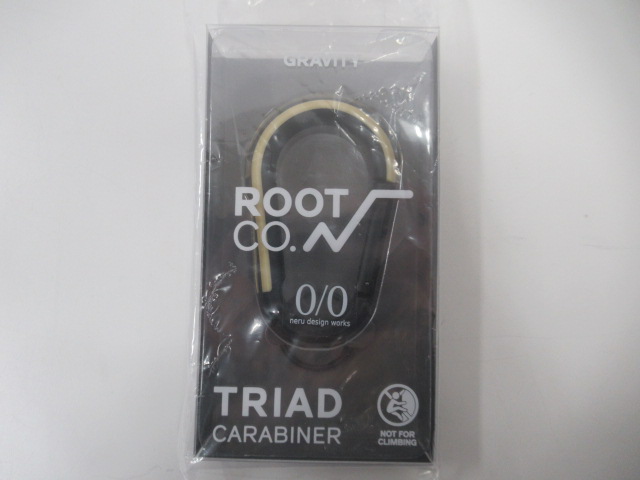 GRAVITY
ROOT
CO.
0/0
neru design works
TRIAD
CARABINER
NOT FOR
CLIMBING